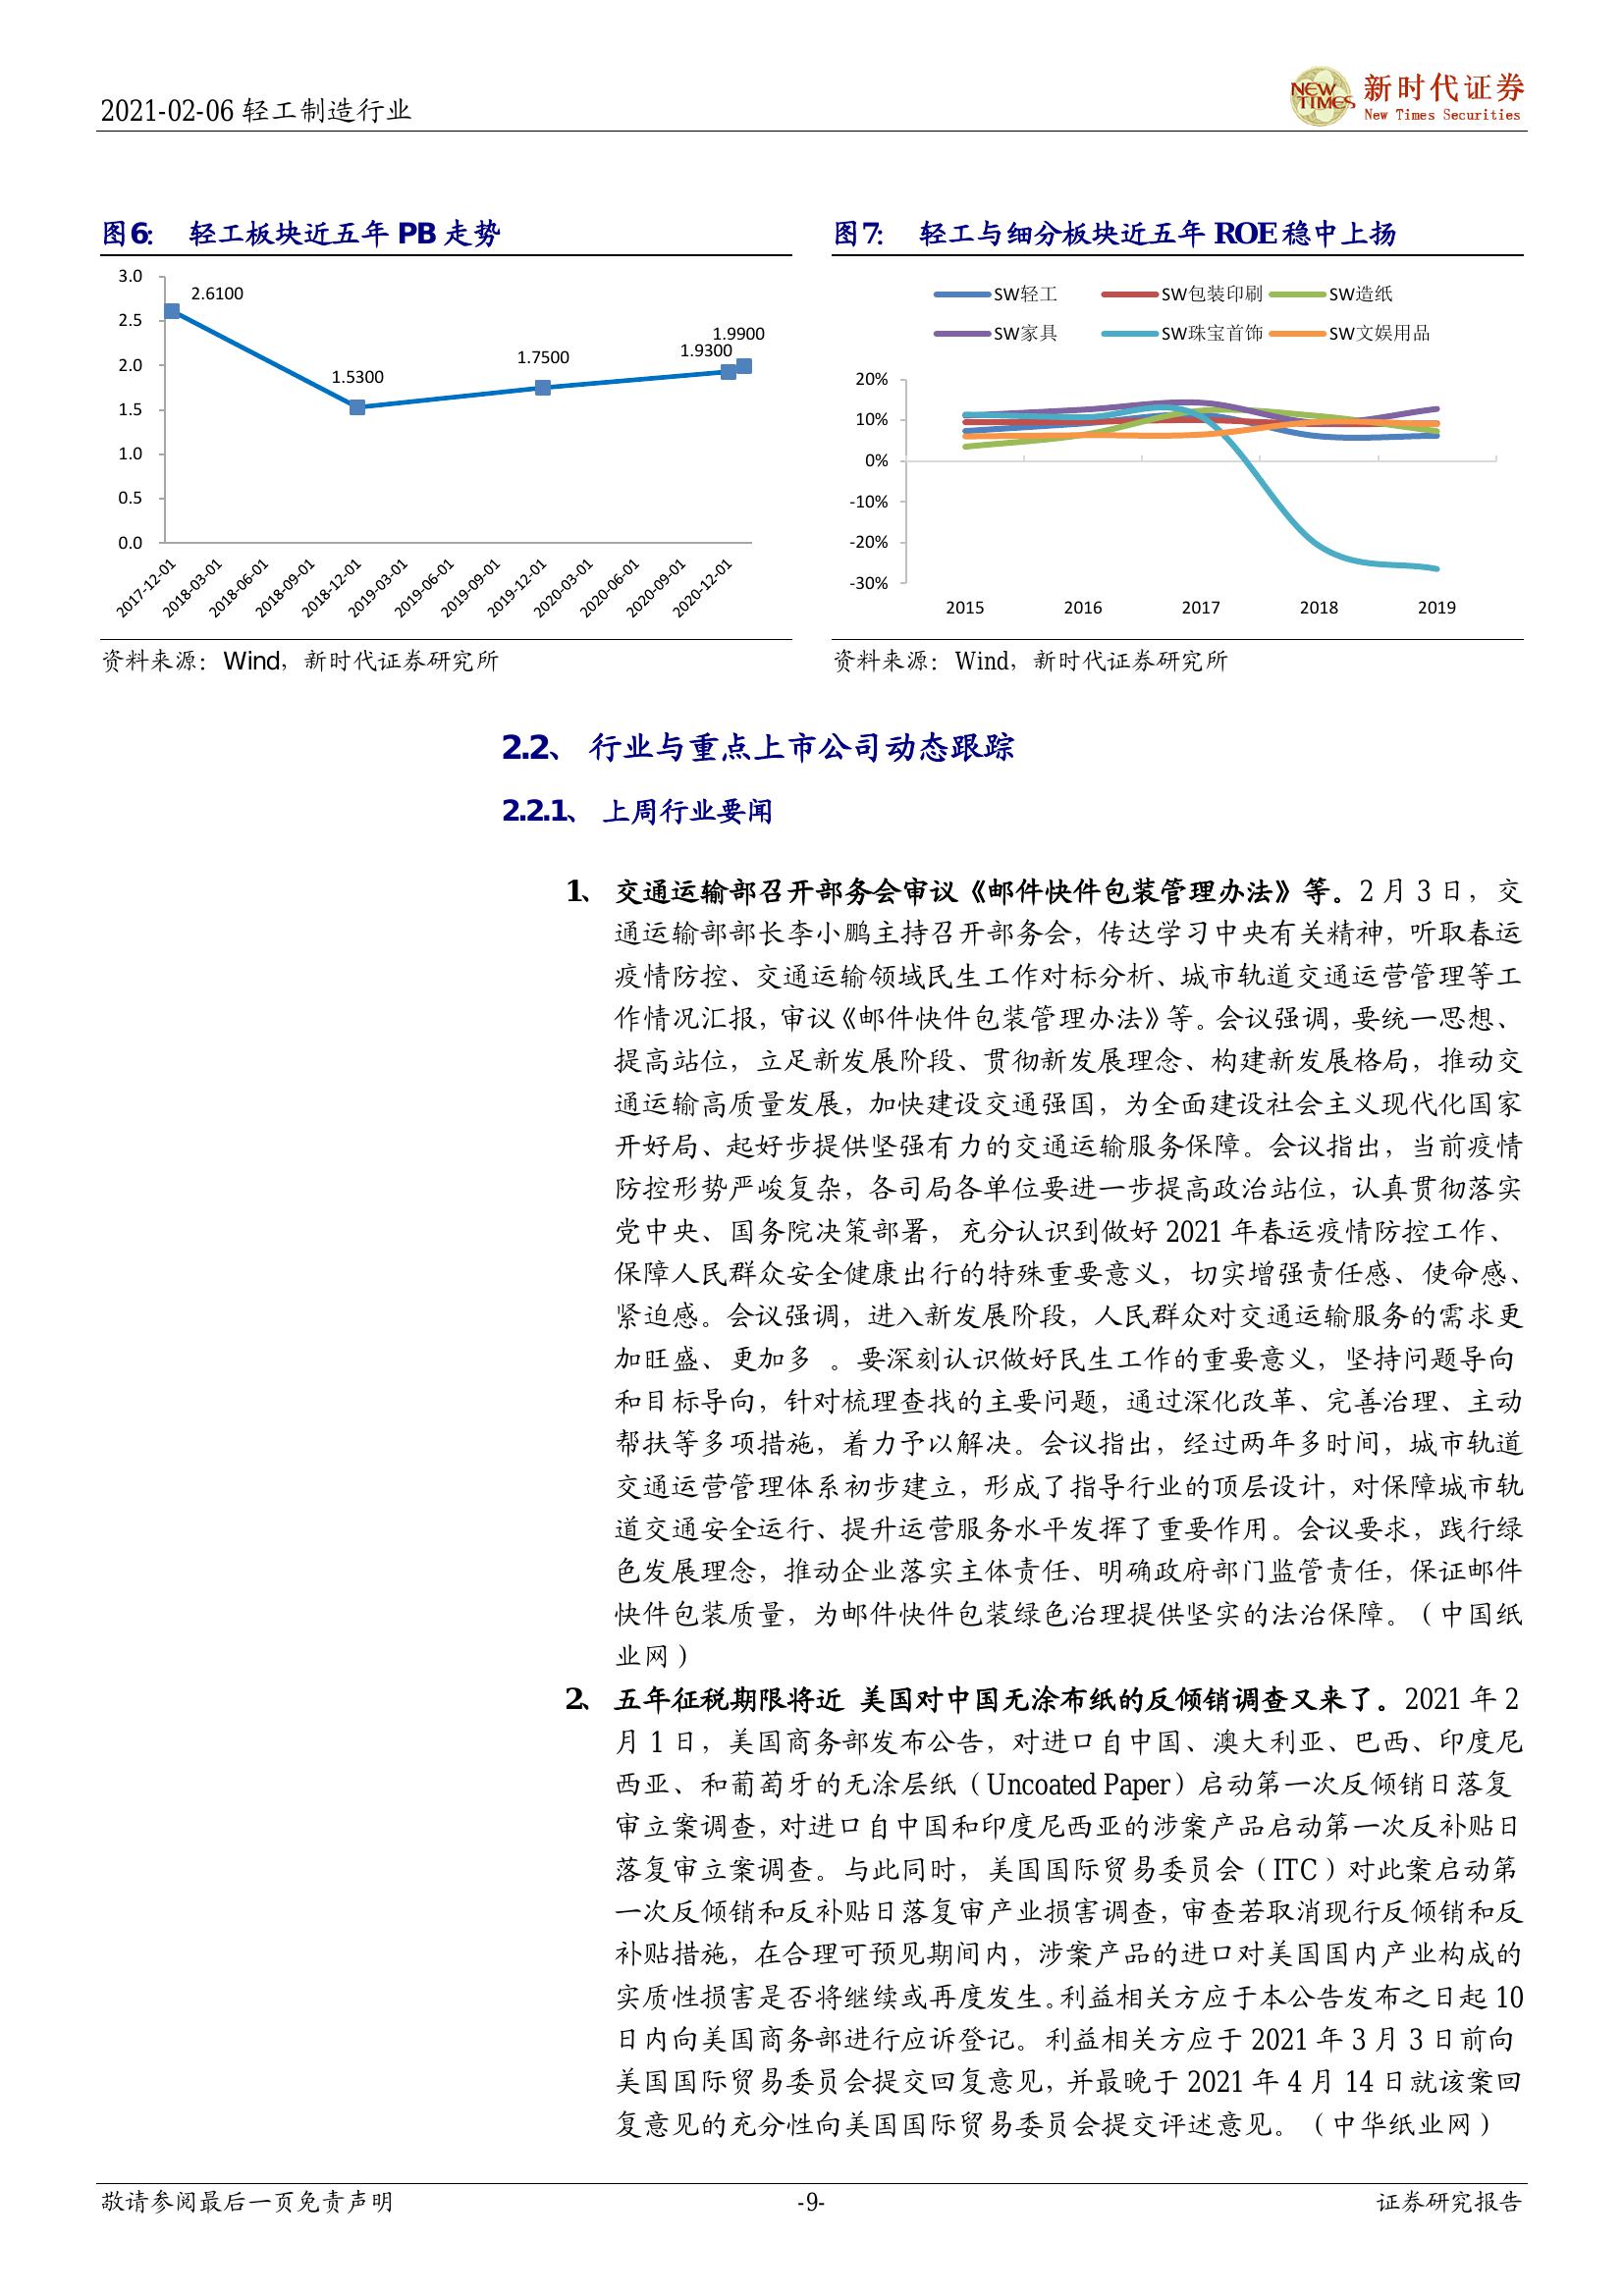 2021-02-06 轻工制造行业
NEW TIMES
新时代证券
New Times Securities
图 6： 轻工板块近五年 PB 走势
3.0
2.5
2.0
1.5
1.0
0.5
0.0
2.6100
1.5300
1.7500
1.9300
1.9900
2017-12-01
2018-03-01
2018-06-01
2018-09-01
2018-12-01
2019-03-01
2019-06-01
2019-09-01
2019-12-01
2020-03-01
2020-06-01
2020-09-01
2020-12-01
资料来源：Wind，新时代证券研究所
图 7： 轻工与细分板块近五年 ROE 稳中上扬
SW轻工 SW包装印刷 SW造纸
SW家具 SW珠宝首饰 SW文娱用品
20%
10%
0%
-10%
-20%
-30%
2015 2016 2017 2018 2019
资料来源：Wind，新时代证券研究所
2.2、 行业与重点上市公司动态跟踪
2.2.1、 上周行业要闻
1、 交通运输部召开部务会审议《邮件快件包装管理办法》等。2 月 3 日，交
通运输部部长李小鹏主持召开部务会，传达学习中央有关精神，听取春运
疫情防控、交通运输领域民生工作对标分析、城市轨道交通运营管理等工
作情况汇报，审议《邮件快件包装管理办法》等。会议强调，要统一思想、
提高站位，立足新发展阶段、贯彻新发展理念、构建新发展格局，推动交
通运输高质量发展，加快建设交通强国，为全面建设社会主义现代化国家
开好局、起好步提供坚强有力的交通运输服务保障。会议指出，当前疫情
防控形势严峻复杂，各司局各单位要进一步提高政治站位，认真贯彻落实
党中央、国务院决策部署，充分认识到做好 2021 年春运疫情防控工作、
保障人民群众安全健康出行的特殊重要意义，切实增强责任感、使命感、
紧迫感。会议强调，进入新发展阶段，人民群众对交通运输服务的需求更
加旺盛、更加多 。要深刻认识做好民生工作的重要意义，坚持问题导向
和目标导向，针对梳理查找的主要问题，通过深化改革、完善治理、主动
帮扶等多项措施，着力予以解决。会议指出，经过两年多时间，城市轨道
交通运营管理体系初步建立，形成了指导行业的顶层设计，对保障城市轨
道交通安全运行、提升运营服务水平发挥了重要作用。会议要求，践行绿
色发展理念，推动企业落实主体责任、明确政府部门监管责任，保证邮件
快件包装质量，为邮件快件包装绿色治理提供坚实的法治保障。（中国纸
业网）
2、 五年征税期限将近 美国对中国无涂布纸的反倾销调查又来了。2021 年 2
月 1 日，美国商务部发布公告，对进口自中国、澳大利亚、巴西、印度尼
西亚、和葡萄牙的无涂层纸（Uncoated Paper）启动第一次反倾销日落复
审立案调查，对进口自中国和印度尼西亚的涉案产品启动第一次反补贴日
落复审立案调查。与此同时，美国国际贸易委员会（ITC）对此案启动第
一次反倾销和反补贴日落复审产业损害调查，审查若取消现行反倾销和反
补贴措施，在合理可预见期间内，涉案产品的进口对美国国内产业构成的
实质性损害是否将继续或再度发生。利益相关方应于本公告发布之日起 10
日内向美国商务部进行应诉登记。利益相关方应于 2021 年 3 月 3 日前向
美国国际贸易委员会提交回复意见，并最晚于 2021 年 4 月 14 日就该案回
复意见的充分性向美国国际贸易委员会提交评述意见。（中华纸业网）
敬请参阅最后一页免责声明
-9-
证券研究报告